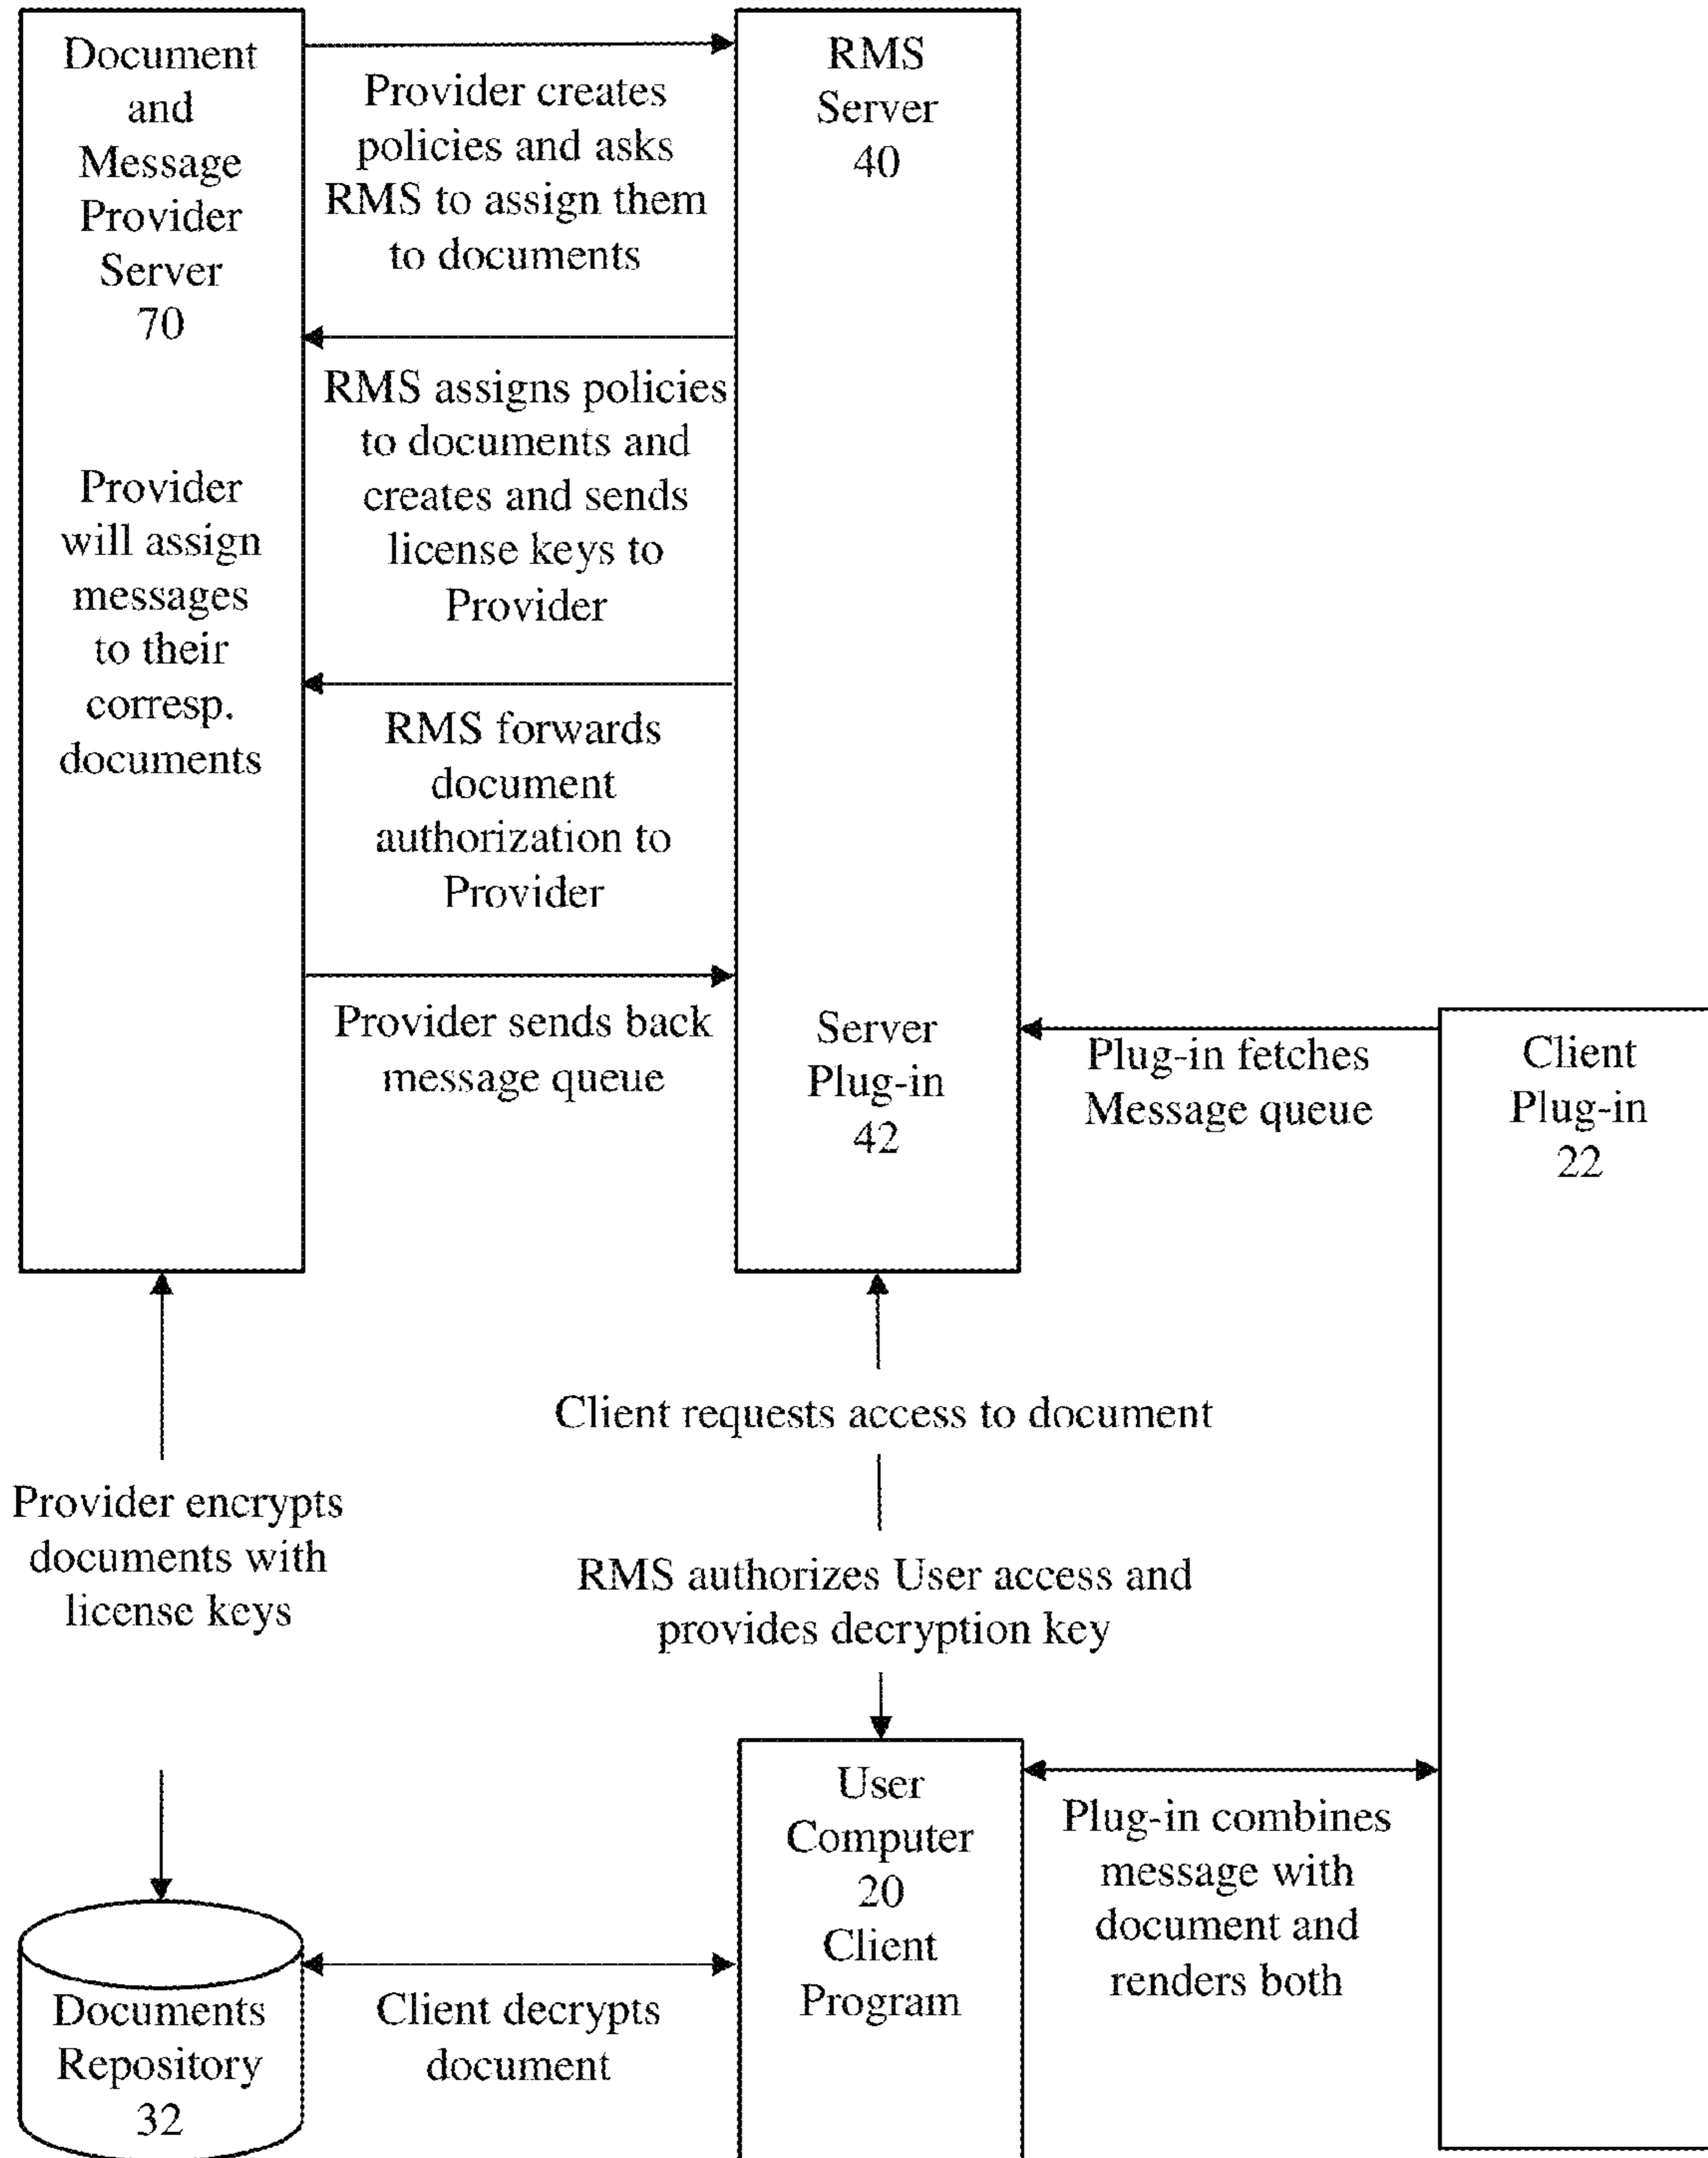 Document
and
Message
Provider
Server
70
Provider
will assign
messages
to their
corresp.
documents
Provider creates
policies and asks
RMS to assign them
to documents
RMS assigns policies
to documents and
creates and sends
license keys to
Provider
RMS forwards
document
authorization to
Provider
Provider sends back
message queue
RMS
Server
40
Server
Plug-in
42
Plug-in fetches
Message queue
Client
Plug-in
22
Client requests access to document
Provider encrypts
documents with
license keys
RMS authorizes User access and
provides decryption key
User
Computer
20
Client
Program
Plug-in combines
message with
document and
renders both
Documents
Repository
32
Client decrypts
document